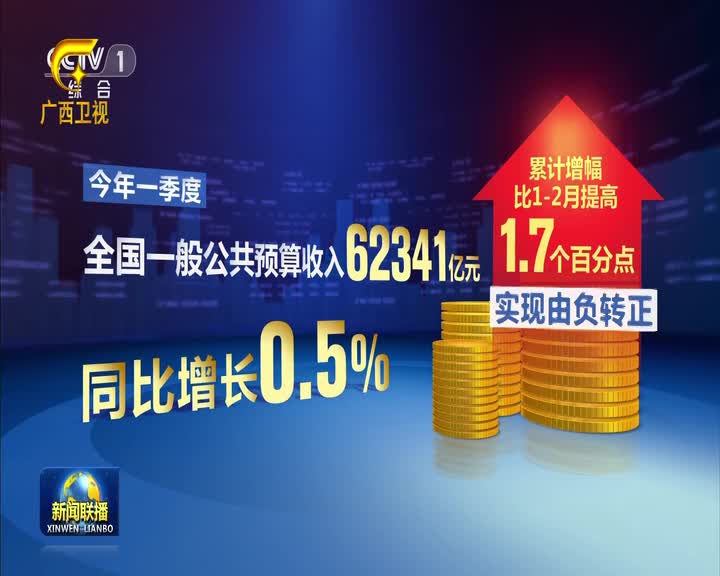 CCTV 1
综合
广西卫视
今年一季度
全国一般公共预算收入62341亿元
同比增长0.5%
累计增幅
比1-2月提高
1.7个百分点
实现由负转正
新闻联播
XINWEN-LIANBO